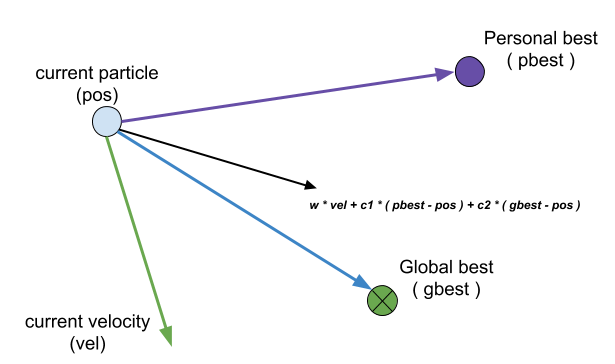 Personal best
( pbest )
current particle
(pos)
w * vel + c1 * ( pbest - pos ) + c2 * ( gbest - pos )
Global best
( gbest )
current velocity
(vel)